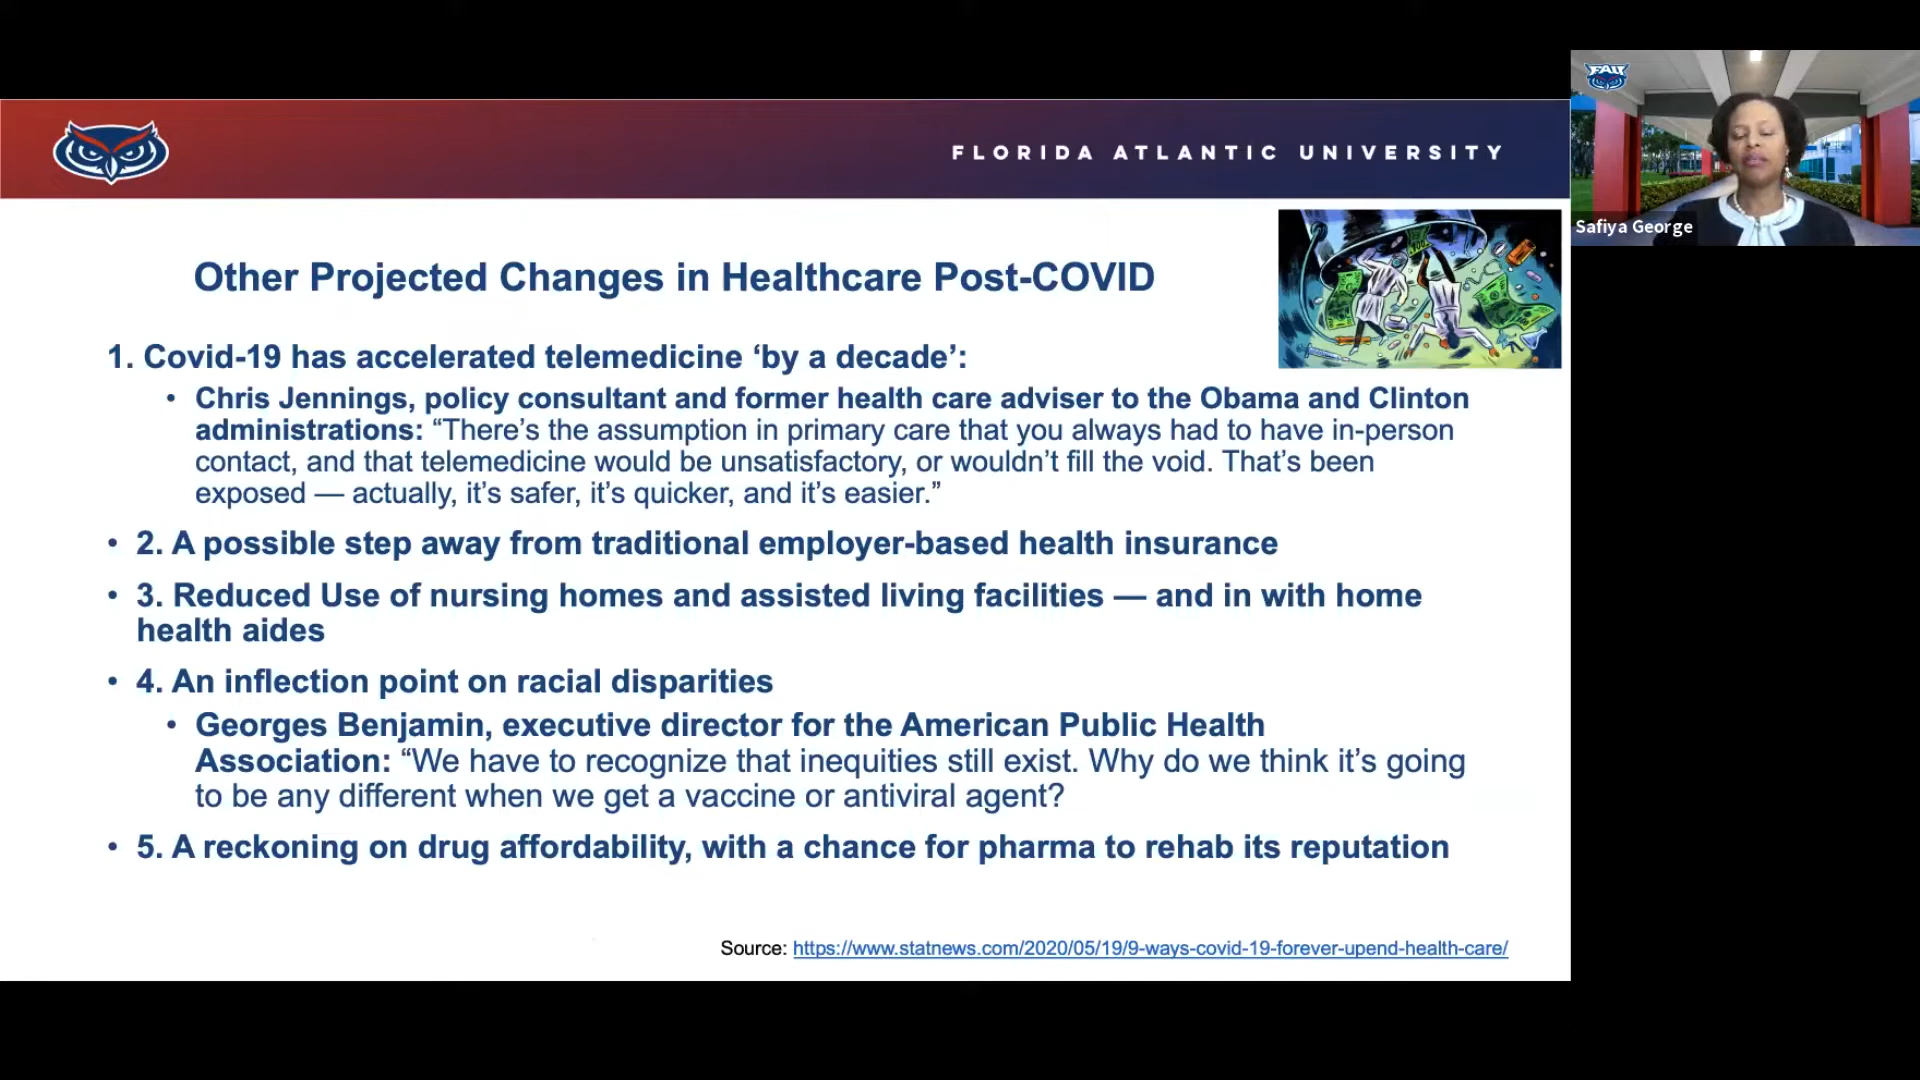 FLORIDA ATLANTIC UNIVERSITY
FAU
Safiya George
Other Projected Changes in Healthcare Post-COVID
1. Covid-19 has accelerated telemedicine ‘by a decade’:
• Chris Jennings, policy consultant and former health care adviser to the Obama and Clinton
administrations: “There’s the assumption in primary care that you always had to have in-person
contact, and that telemedicine would be unsatisfactory, or wouldn’t fill the void. That’s been
exposed — actually, it’s safer, it’s quicker, and it’s easier.”
• 2. A possible step away from traditional employer-based health insurance
• 3. Reduced Use of nursing homes and assisted living facilities — and in with home
health aides
• 4. An inflection point on racial disparities
• Georges Benjamin, executive director for the American Public Health
Association: “We have to recognize that inequities still exist. Why do we think it’s going
to be any different when we get a vaccine or antiviral agent?
• 5. A reckoning on drug affordability, with a chance for pharma to rehab its reputation
Source: https://www.statnews.com/2020/05/19/9-ways-covid-19-forever-upend-health-care/